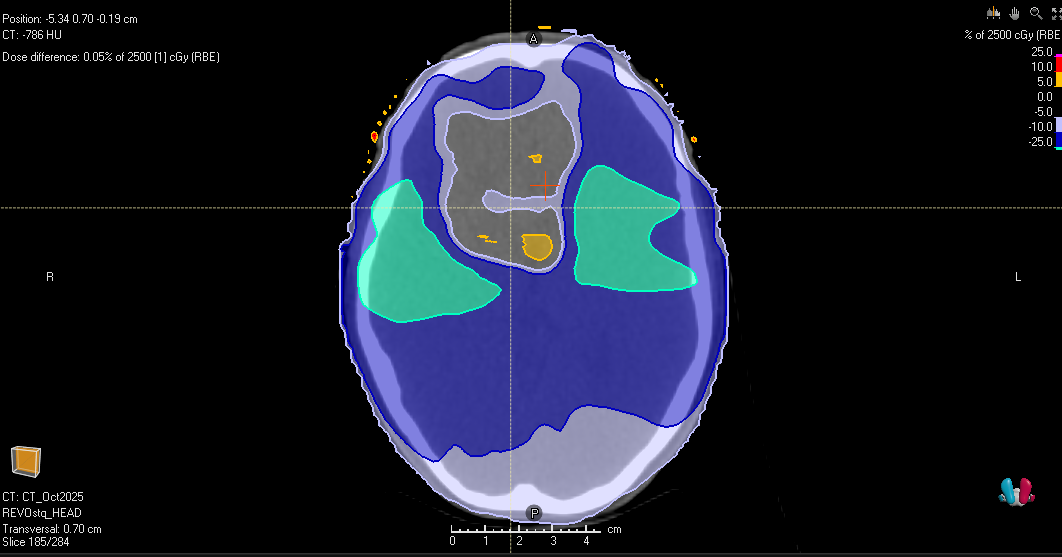 Position: -5.34 0.70 -0.19 cm
CT: -786 HU
Dose difference: 0.05% of 2500 [1] cGy (RBE)
% of 2500 cGy (RBE
25.0
10.0
5.0
0.0
-5.0
-10.0
-25.0
A
R
L
P
CT: CT_Oct2025
REVOstq_HEAD
Transversal: 0.70 cm
Slice 185/284
0 1 2 3 4 cm